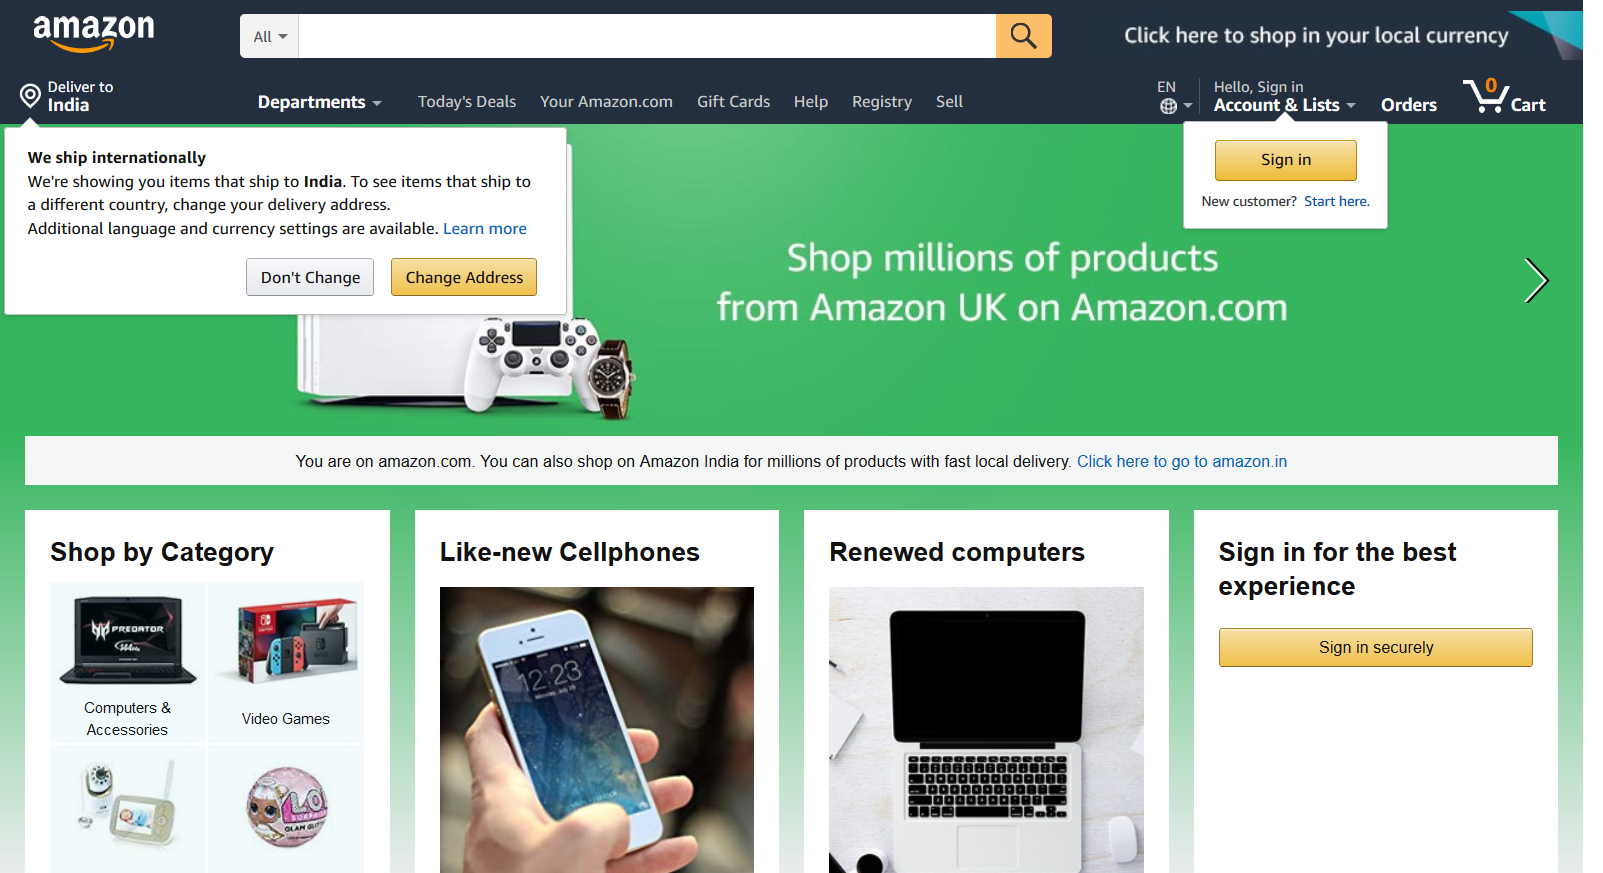 amazon
All
Click here to shop in your local currency
Deliver to
India
Departments
Today's Deals
Your Amazon.com
Gift Cards
Help
Registry
Sell
EN
Hello, Sign in
Account & Lists
Orders
0
Cart
We ship internationally
We're showing you items that ship to India. To see items that ship to
a different country, change your delivery address.
Additional language and currency settings are available. Learn more
Don't Change
Change Address
Sign in
New customer? Start here.
Shop millions of products
from Amazon UK on Amazon.com
You are on amazon.com. You can also shop on Amazon India for millions of products with fast local delivery. Click here to go to amazon.in
Shop by Category
PREDATOR
Computers &
Accessories
Video Games
Like-new Cellphones
12:23
Renewed computers
Sign in for the best
experience
Sign in securely